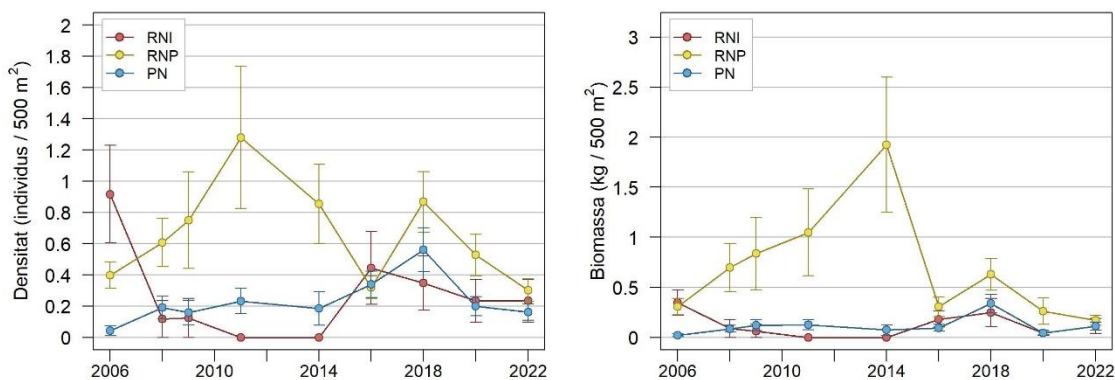 Densitat (individus / 500 m²)
2
1.8
1.6
1.4
1.2
1
0.8
0.6
0.4
0.2
0
RNI
RNP
PN
2006 2010 2014 2018 2022
Biomassa (kg / 500 m²)
3
2.5
2
1.5
1
0.5
0
RNI
RNP
PN
2006 2010 2014 2018 2022